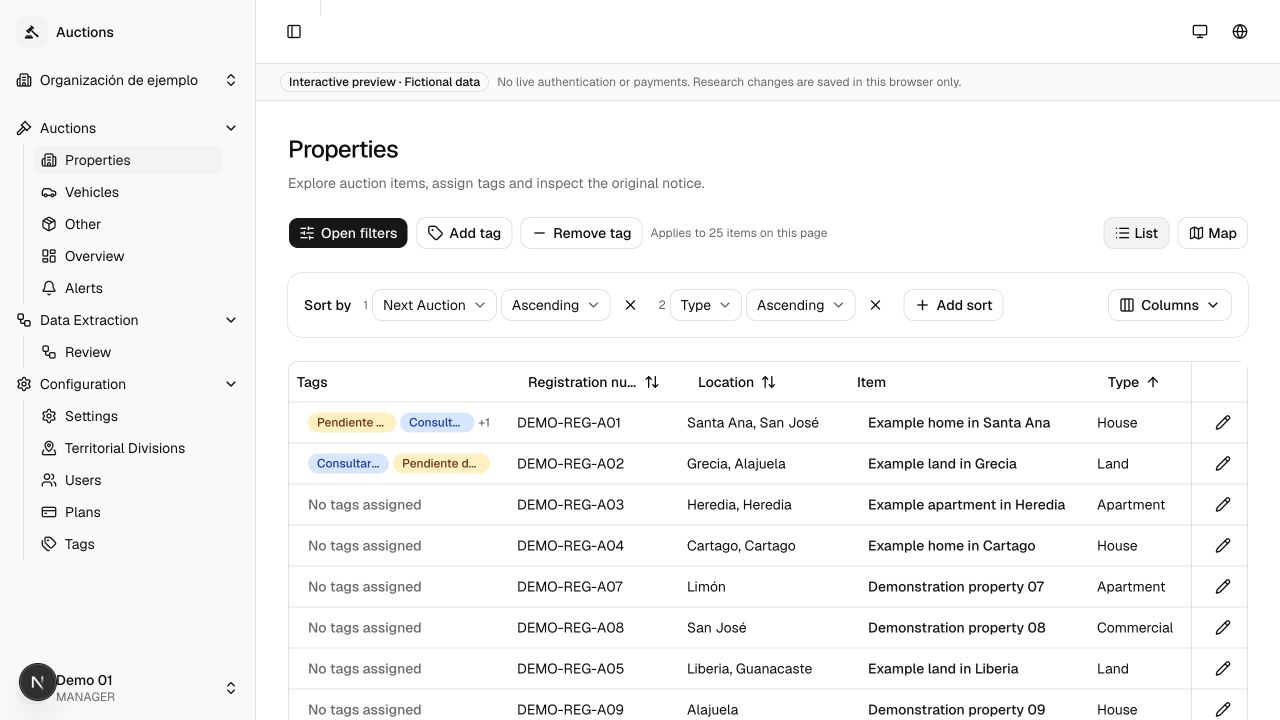 Auctions
Organización de ejemplo
Auctions
Properties
Vehicles
Other
Overview
Alerts
Data Extraction
Review
Configuration
Settings
Territorial Divisions
Users
Plans
Tags
N
Demo 01
MANAGER
Interactive preview · Fictional data No live authentication or payments. Research changes are saved in this browser only.
Properties
Explore auction items, assign tags and inspect the original notice.
Open filters Add tag Remove tag Applies to 25 items on this page List Map
Sort by 1 Next Auction Ascending 2 Type Ascending Add sort Columns
Tags Registration nu... Location Item Type
Pendiente ... Consult... +1 DEMO-REG-A01 Santa Ana, San José Example home in Santa Ana House
Consultar... Pendiente d... DEMO-REG-A02 Grecia, Alajuela Example land in Grecia Land
No tags assigned DEMO-REG-A03 Heredia, Heredia Example apartment in Heredia Apartment
No tags assigned DEMO-REG-A04 Cartago, Cartago Example home in Cartago House
No tags assigned DEMO-REG-A07 Limón Demonstration property 07 Apartment
No tags assigned DEMO-REG-A08 San José Demonstration property 08 Commercial
No tags assigned DEMO-REG-A05 Liberia, Guanacaste Example land in Liberia Land
No tags assigned DEMO-REG-A09 Alajuela Demonstration property 09 House